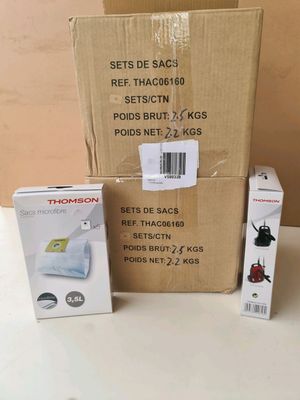 SETS DE SACS
REF. THAC06160
SETS/CTN
POIDS BRUT: 2.5 KGS
POIDS NET: 2.2 KGS
SETS DE SACS
REF. THAC06160
SETS/CTN
POIDS BRUT: 2.5 KGS
POIDS NET: 2.2 KGS
THOMSON
Sacs microfibre
3,5L
THOMSON